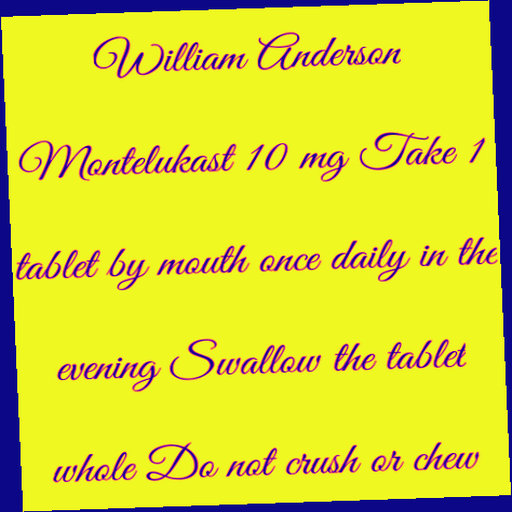 William Anderson
Montelukast 10 mg Take 1
tablet by mouth once daily in the
evening Swallow the tablet
whole Do not crush or chew